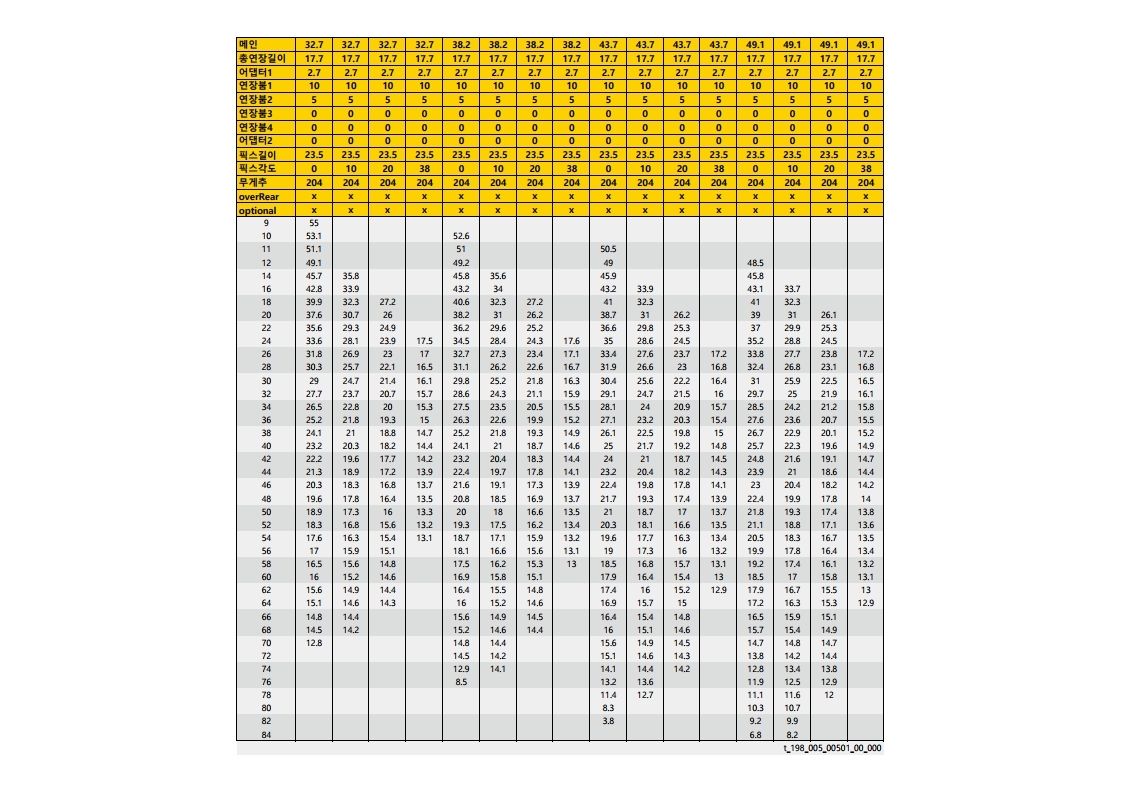 메인 32.7 32.7 32.7 32.7 38.2 38.2 38.2 38.2 43.7 43.7 43.7 43.7 49.1 49.1 49.1 49.1
총연장길이 17.7 17.7 17.7 17.7 17.7 17.7 17.7 17.7 17.7 17.7 17.7 17.7 17.7 17.7 17.7 17.7
어댑터1 2.7 2.7 2.7 2.7 2.7 2.7 2.7 2.7 2.7 2.7 2.7 2.7 2.7 2.7 2.7 2.7
연장붐1 10 10 10 10 10 10 10 10 10 10 10 10 10 10 10 10
연장붐2 5 5 5 5 5 5 5 5 5 5 5 5 5 5 5 5
연장붐3 0 0 0 0 0 0 0 0 0 0 0 0 0 0 0 0
연장붐4 0 0 0 0 0 0 0 0 0 0 0 0 0 0 0 0
어댑터2 0 0 0 0 0 0 0 0 0 0 0 0 0 0 0 0
픽스길이 23.5 23.5 23.5 23.5 23.5 23.5 23.5 23.5 23.5 23.5 23.5 23.5 23.5 23.5 23.5 23.5
픽스각도 0 10 20 38 0 10 20 38 0 10 20 38 0 10 20 38
무게추 204 204 204 204 204 204 204 204 204 204 204 204 204 204 204 204
overRear x x x x x x x x x x x x x x x x
optional x x x x x x x x x x x x x x x x
9 55
10 53.1 52.6
11 51.1 51 50.5
12 49.1 49.2 49 48.5
14 45.7 35.8 45.8 35.6 45.9 45.8
16 42.8 33.9 43.2 34 43.2 33.9 43.1 33.7
18 39.9 32.3 27.2 40.6 32.3 27.2 41 32.3 41 32.3
20 37.6 30.7 26 38.2 31 26.2 38.7 31 26.2 39 31 26.1
22 35.6 29.3 24.9 36.2 29.6 25.2 36.6 29.8 25.3 37 29.9 25.3
24 33.6 28.1 23.9 17.5 34.5 28.4 24.3 17.6 35 28.6 24.5 35.2 28.8 24.5
26 31.8 26.9 23 17 32.7 27.3 23.4 17.1 33.4 27.6 23.7 17.2 33.8 27.7 23.8 17.2
28 30.3 25.7 22.1 16.5 31.1 26.2 22.6 16.7 31.9 26.6 23 16.8 32.4 26.8 23.1 16.8
30 29 24.7 21.4 16.1 29.8 25.2 21.8 16.3 30.4 25.6 22.2 16.4 31 25.9 22.5 16.5
32 27.7 23.7 20.7 15.7 28.6 24.3 21.1 15.9 29.1 24.7 21.5 16 29.7 25 21.9 16.1
34 26.5 22.8 20 15.3 27.5 23.5 20.5 15.5 28.1 24 20.9 15.7 28.5 24.2 21.2 15.8
36 25.2 21.8 19.3 15 26.3 22.6 19.9 15.2 27.1 23.2 20.3 15.4 27.6 23.6 20.7 15.5
38 24.1 21 18.8 14.7 25.2 21.8 19.3 14.9 26.1 22.5 19.8 15 26.7 22.9 20.1 15.2
40 23.2 20.3 18.2 14.4 24.1 21 18.7 14.6 25 21.7 19.2 14.8 25.7 22.3 19.6 14.9
42 22.2 19.6 17.7 14.2 23.2 20.4 18.3 14.4 24 21 18.7 14.5 24.8 21.6 19.1 14.7
44 21.3 18.9 17.2 13.9 22.4 19.7 17.8 14.1 23.2 20.4 18.2 14.3 23.9 21 18.6 14.4
46 20.3 18.3 16.8 13.7 21.6 19.1 17.3 13.9 22.4 19.8 17.8 14.1 23 20.4 18.2 14.2
48 19.6 17.8 16.4 13.5 20.8 18.5 16.9 13.7 21.7 19.3 17.4 13.9 22.4 19.9 17.8 14
50 18.9 17.3 16 13.3 20 18 16.6 13.5 21 18.7 17 13.7 21.8 19.3 17.4 13.8
52 18.3 16.8 15.6 13.2 19.3 17.5 16.2 13.4 20.3 18.1 16.6 13.5 21.1 18.8 17.1 13.6
54 17.6 16.3 15.4 13.1 18.7 17.1 15.9 13.2 19.6 17.7 16.3 13.4 20.5 18.3 16.7 13.5
56 17 15.9 15.1 18.1 16.6 15.6 13.1 19 17.3 16 13.2 19.9 17.8 16.4 13.4
58 16.5 15.6 14.8 17.5 16.2 15.3 13 18.5 16.8 15.7 13.1 19.2 17.4 16.1 13.2
60 16 15.2 14.6 16.9 15.8 15.1 17.9 16.4 15.4 13 18.5 17 15.8 13.1
62 15.6 14.9 14.4 16.4 15.5 14.8 17.4 16 15.2 12.9 17.9 16.7 15.5 13
64 15.1 14.6 14.3 16 15.2 14.6 16.9 15.7 15 17.2 16.3 15.3 12.9
66 14.8 14.4 15.6 14.9 14.5 16.4 15.4 14.8 16.5 15.9 15.1
68 14.5 14.2 15.2 14.6 14.4 16 15.1 14.6 15.7 15.4 14.9
70 12.8 14.8 14.4 15.6 14.9 14.5 14.7 14.8 14.7
72 14.5 14.2 15.1 14.6 14.3 13.8 14.2 14.4
74 12.9 14.1 14.1 14.4 14.2 12.8 13.4 13.8
76 8.5 13.2 13.6 11.9 12.5 12.9
78 11.4 12.7 11.1 11.6 12
80 8.3 10.3 10.7
82 3.8 9.2 9.9
84 6.8 8.2
t_198_005_00501_00_000